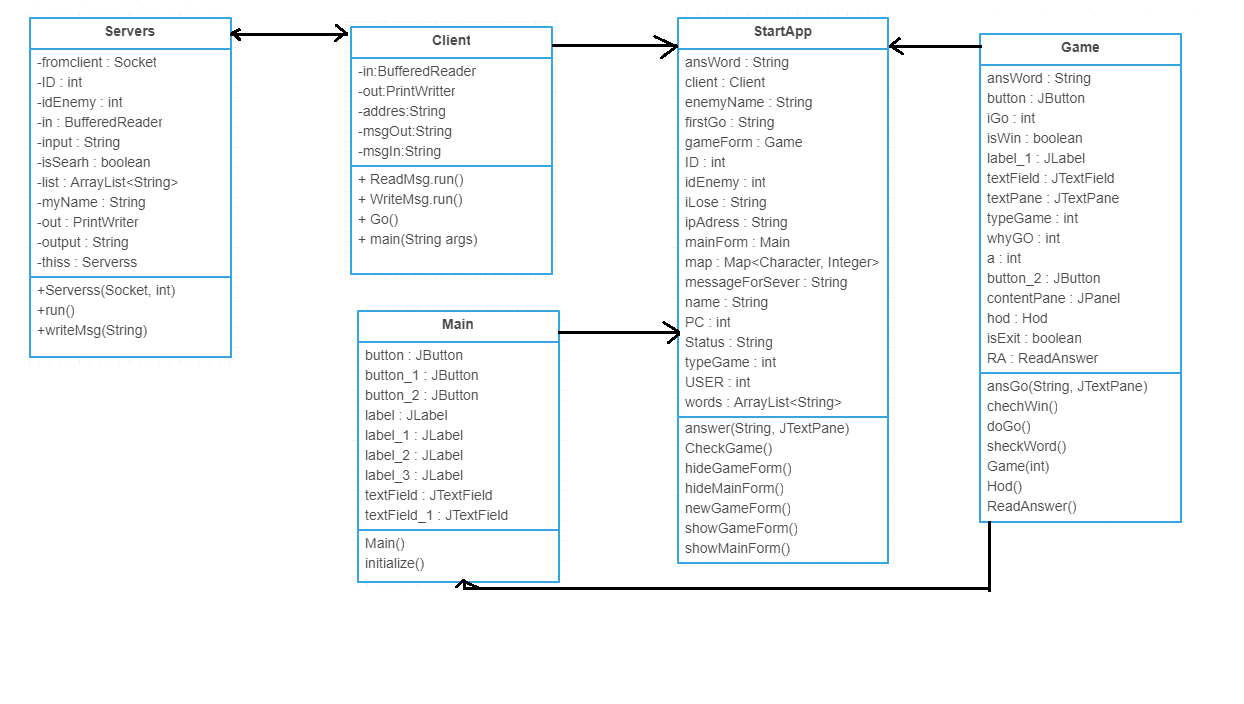 Servers
-fromclient : Socket
-ID : int
-idEnemy : int
-in : BufferedReader
-input : String
-isSearh : boolean
-list : ArrayList<String>
-myName : String
-out : PrintWriter
-output : String
-thiss : Serverss
+Serverss(Socket, int)
+run()
+writeMsg(String)
Client
-in:BufferedReader
-out:PrintWritter
-addres:String
-msgOut:String
-msgIn:String
+ ReadMsg.run()
+ WriteMsg.run()
+ Go()
+ main(String args)
Main
button : JButton
button_1 : JButton
button_2 : JButton
label : JLabel
label_1 : JLabel
label_2 : JLabel
label_3 : JLabel
textField : JTextField
textField_1 : JTextField
Main()
initialize()
StartApp
ansWord : String
client : Client
enemyName : String
firstGo : String
gameForm : Game
ID : int
idEnemy : int
iLose : String
ipAdress : String
mainForm : Main
map : Map<Character, Integer>
messageForSever : String
name : String
PC : int
Status : String
typeGame : int
USER : int
words : ArrayList<String>
answer(String, JTextPane)
CheckGame()
hideGameForm()
hideMainForm()
newGameForm()
showGameForm()
showMainForm()
Game
ansWord : String
button : JButton
iGo : int
isWin : boolean
label_1 : JLabel
textField : JTextField
textPane : JTextPane
typeGame : int
whyGO : int
a : int
button_2 : JButton
contentPane : JPanel
hod : Hod
isExit : boolean
RA : ReadAnswer
ansGo(String, JTextPane)
chechWin()
doGo()
sheckWord()
Game(int)
Hod()
ReadAnswer()